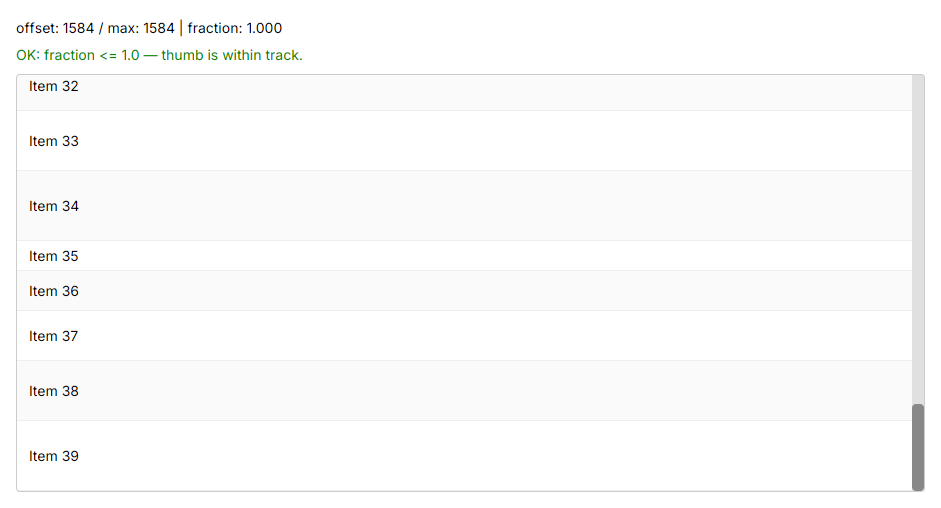 offset: 1584 / max: 1584 | fraction: 1.000
OK: fraction <= 1.0 — thumb is within track.
Item 32
Item 33
Item 34
Item 35
Item 36
Item 37
Item 38
Item 39